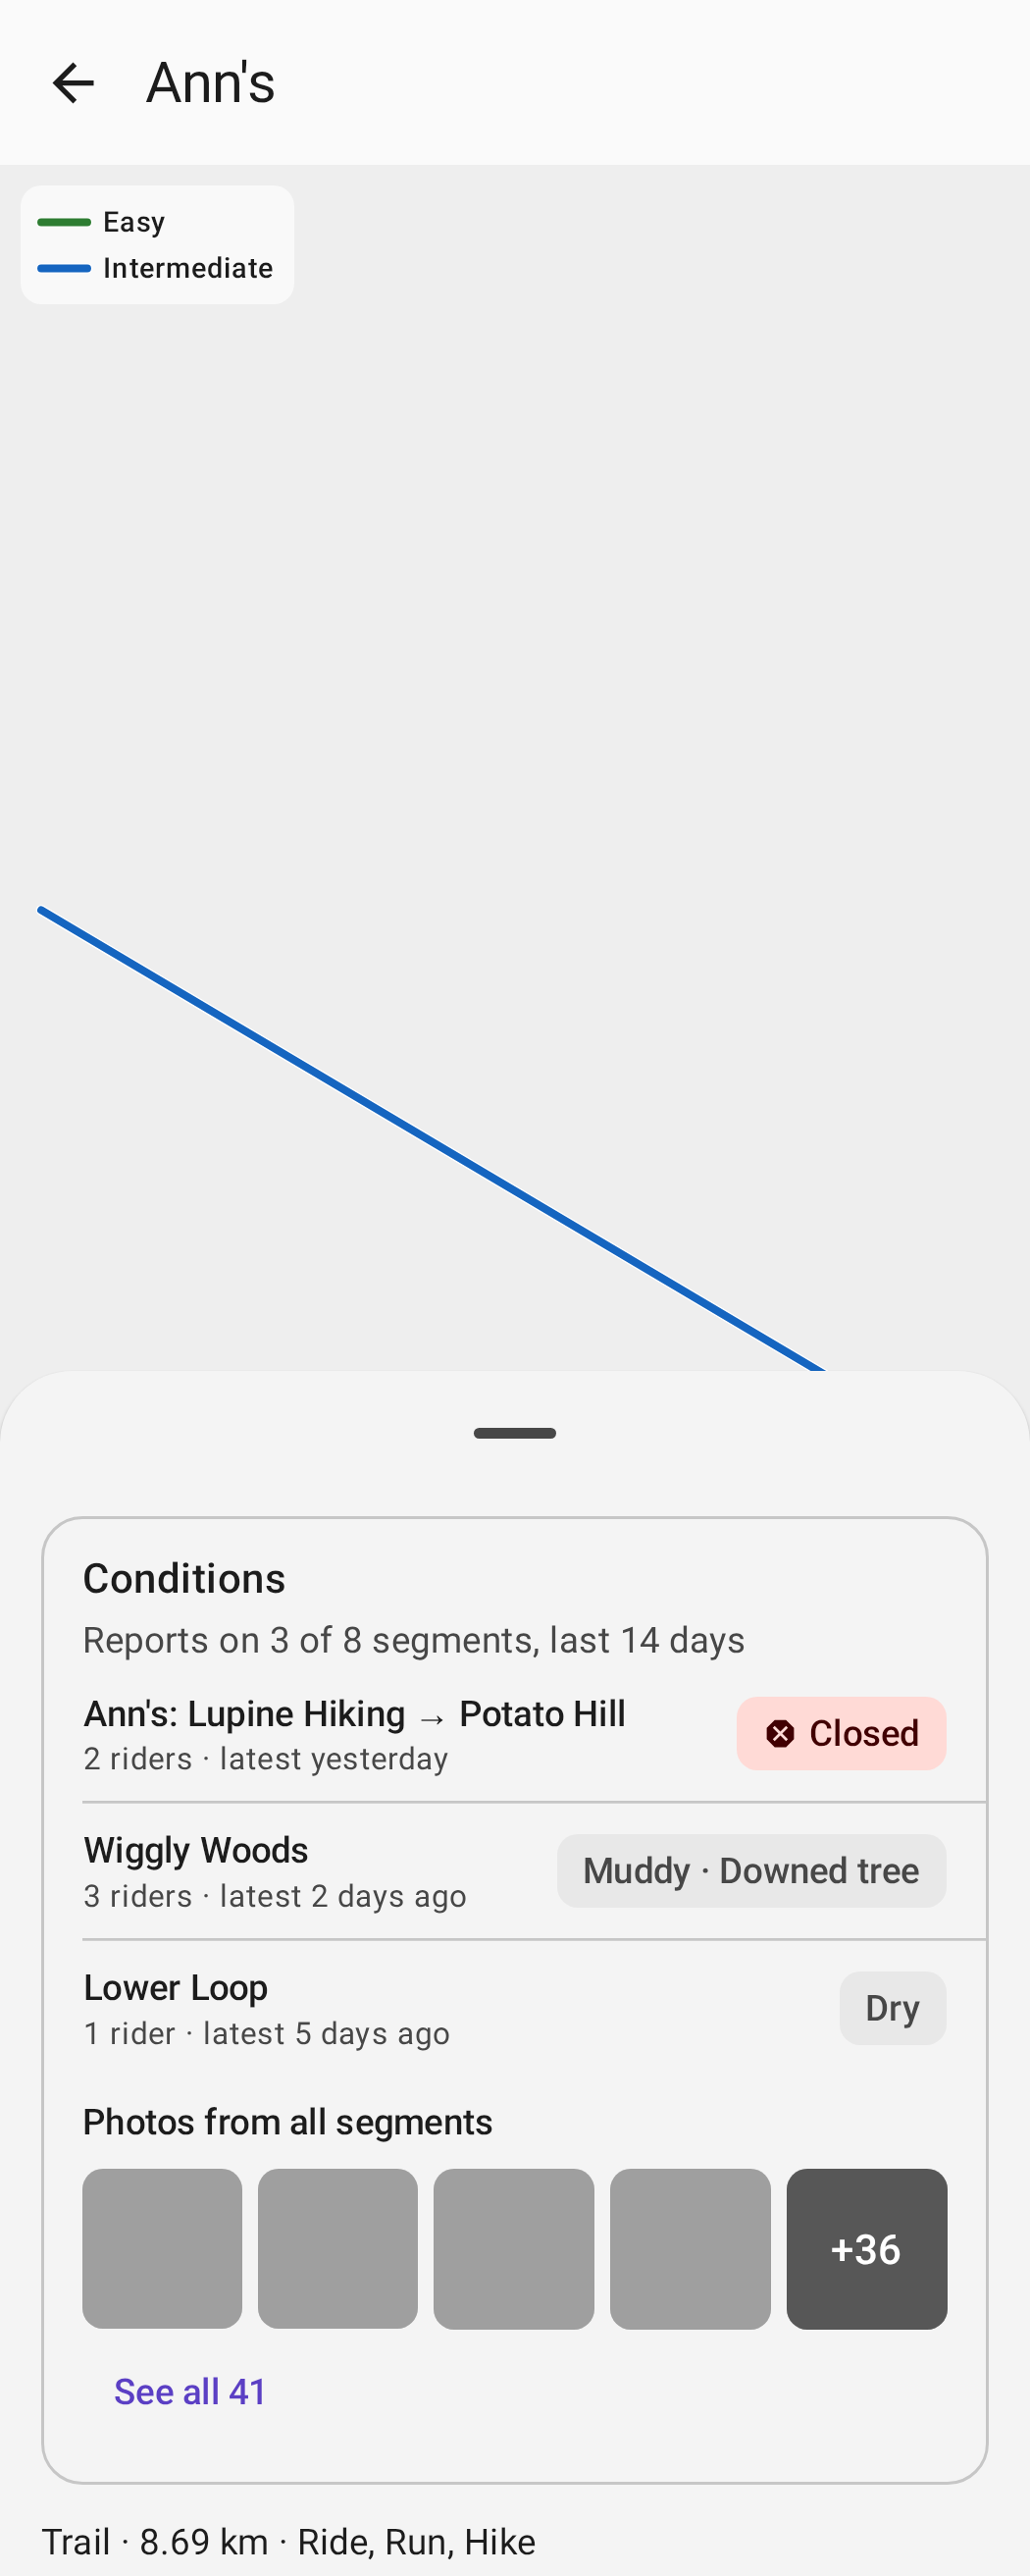 Ann's
Easy
Intermediate
Conditions
Reports on 3 of 8 segments, last 14 days
Ann's: Lupine Hiking → Potato Hill
2 riders · latest yesterday
Closed
Wiggly Woods
3 riders · latest 2 days ago
Muddy · Downed tree
Lower Loop
1 rider · latest 5 days ago
Dry
Photos from all segments
+36
See all 41
Trail · 8.69 km · Ride, Run, Hike